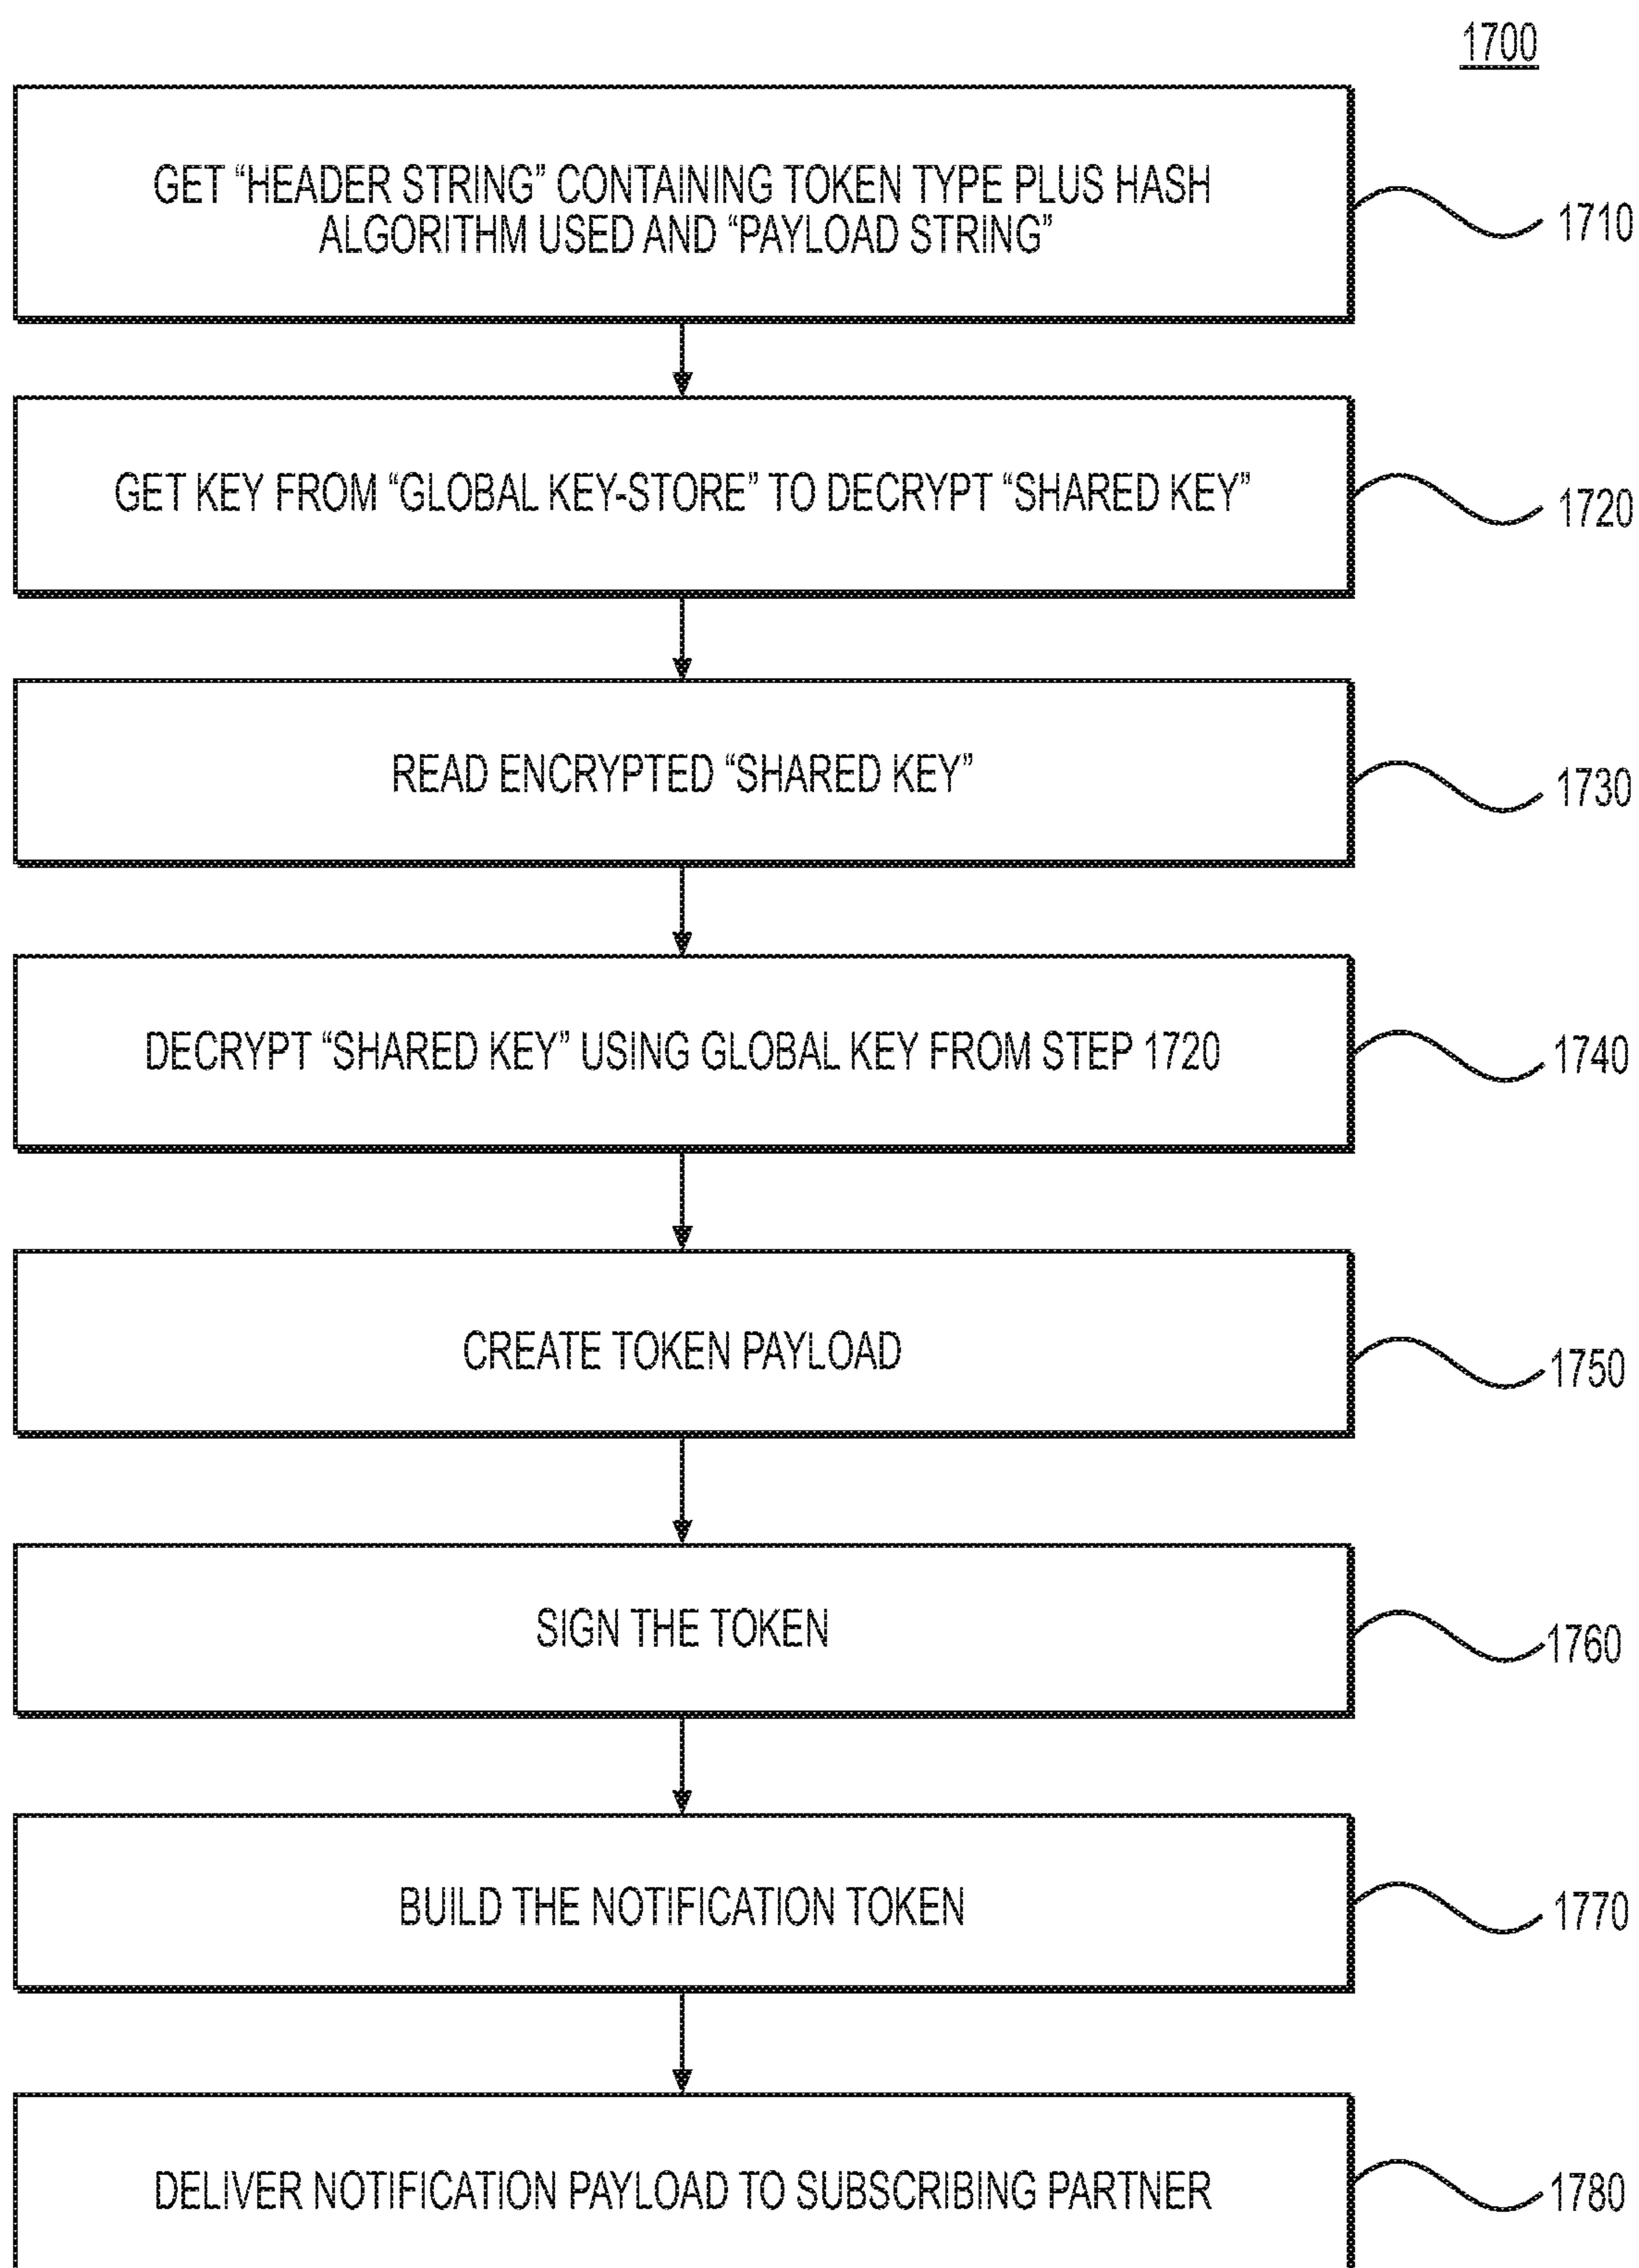 1700
GET “HEADER STRING” CONTAINING TOKEN TYPE PLUS HASH
ALGORITHM USED AND “PAYLOAD STRING”
1710
GET KEY FROM “GLOBAL KEY-STORE” TO DECRYPT “SHARED KEY”
1720
READ ENCRYPTED “SHARED KEY”
1730
DECRYPT “SHARED KEY” USING GLOBAL KEY FROM STEP 1720
1740
CREATE TOKEN PAYLOAD
1750
SIGN THE TOKEN
1760
BUILD THE NOTIFICATION TOKEN
1770
DELIVER NOTIFICATION PAYLOAD TO SUBSCRIBING PARTNER
1780